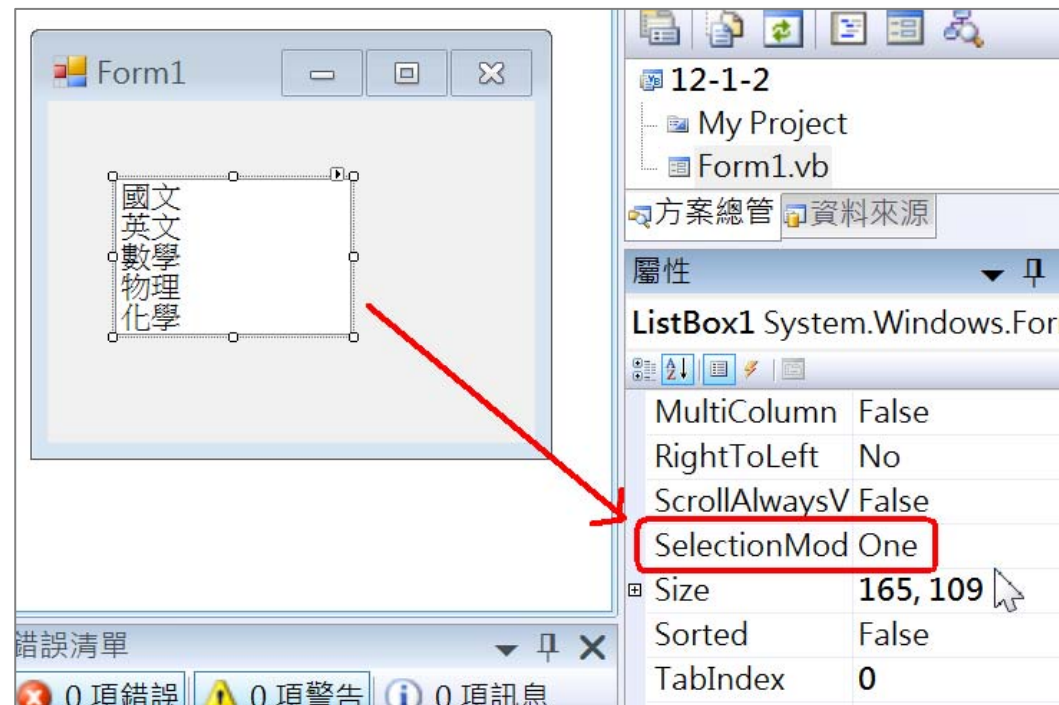 Form1
國文
英文
數學
物理
化學
12-1-2
My Project
Form1.vb
方案總管 資料來源
屬性
ListBox1 System.Windows.For
MultiColumn False
RightToLeft No
ScrollAlwaysV False
SelectionMod One
Size 165, 109
Sorted False
TabIndex 0
錯誤清單
0 項錯誤 0 項警告 0 項訊息